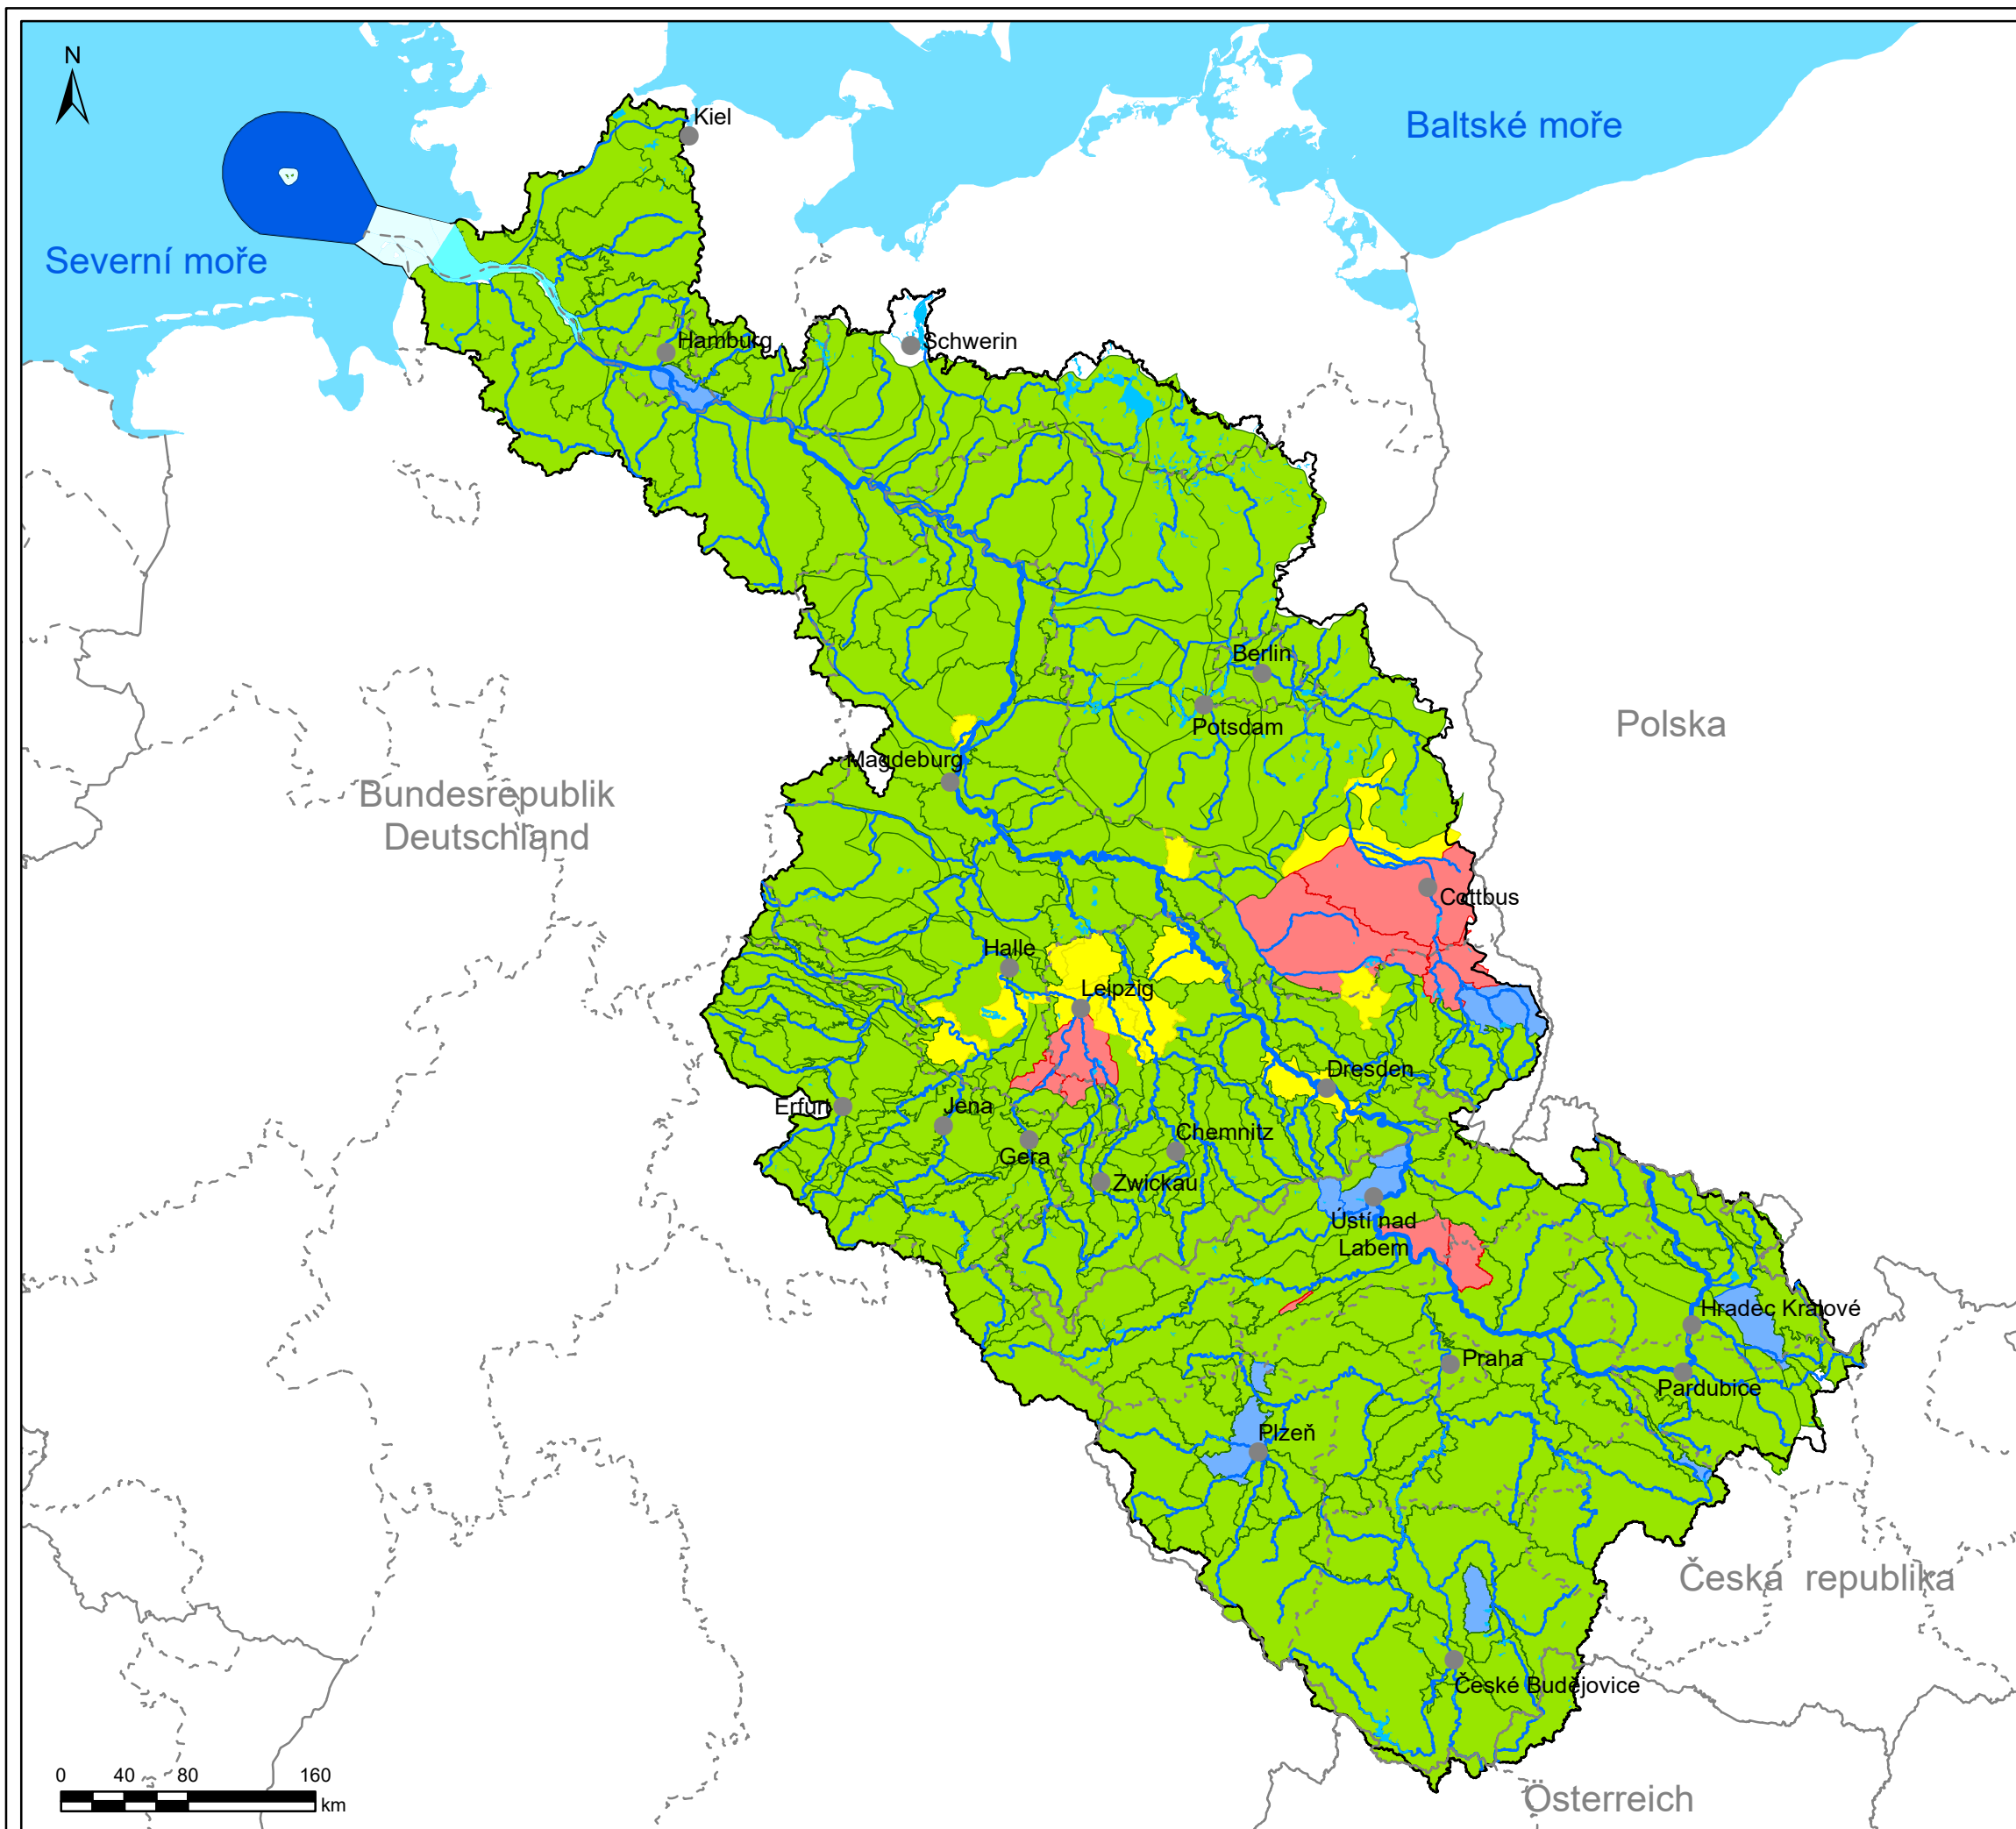 N
Kiel
Baltské moře
Severní moře
Hamburg
Schwerin
Berlin
Polska
Potsdam
Magdeburg
Bundesrepublik
Deutschland
Cottbus
Halle
Leipzig
Dresden
Erfurt
Jena
Chemnitz
Gera
Zwickau
Ústí nad
Labem
Hradec Králové
Praha
Pardubice
Plzeň
Česká republika
České Budějovice
0 40 80 160
km
Österreich